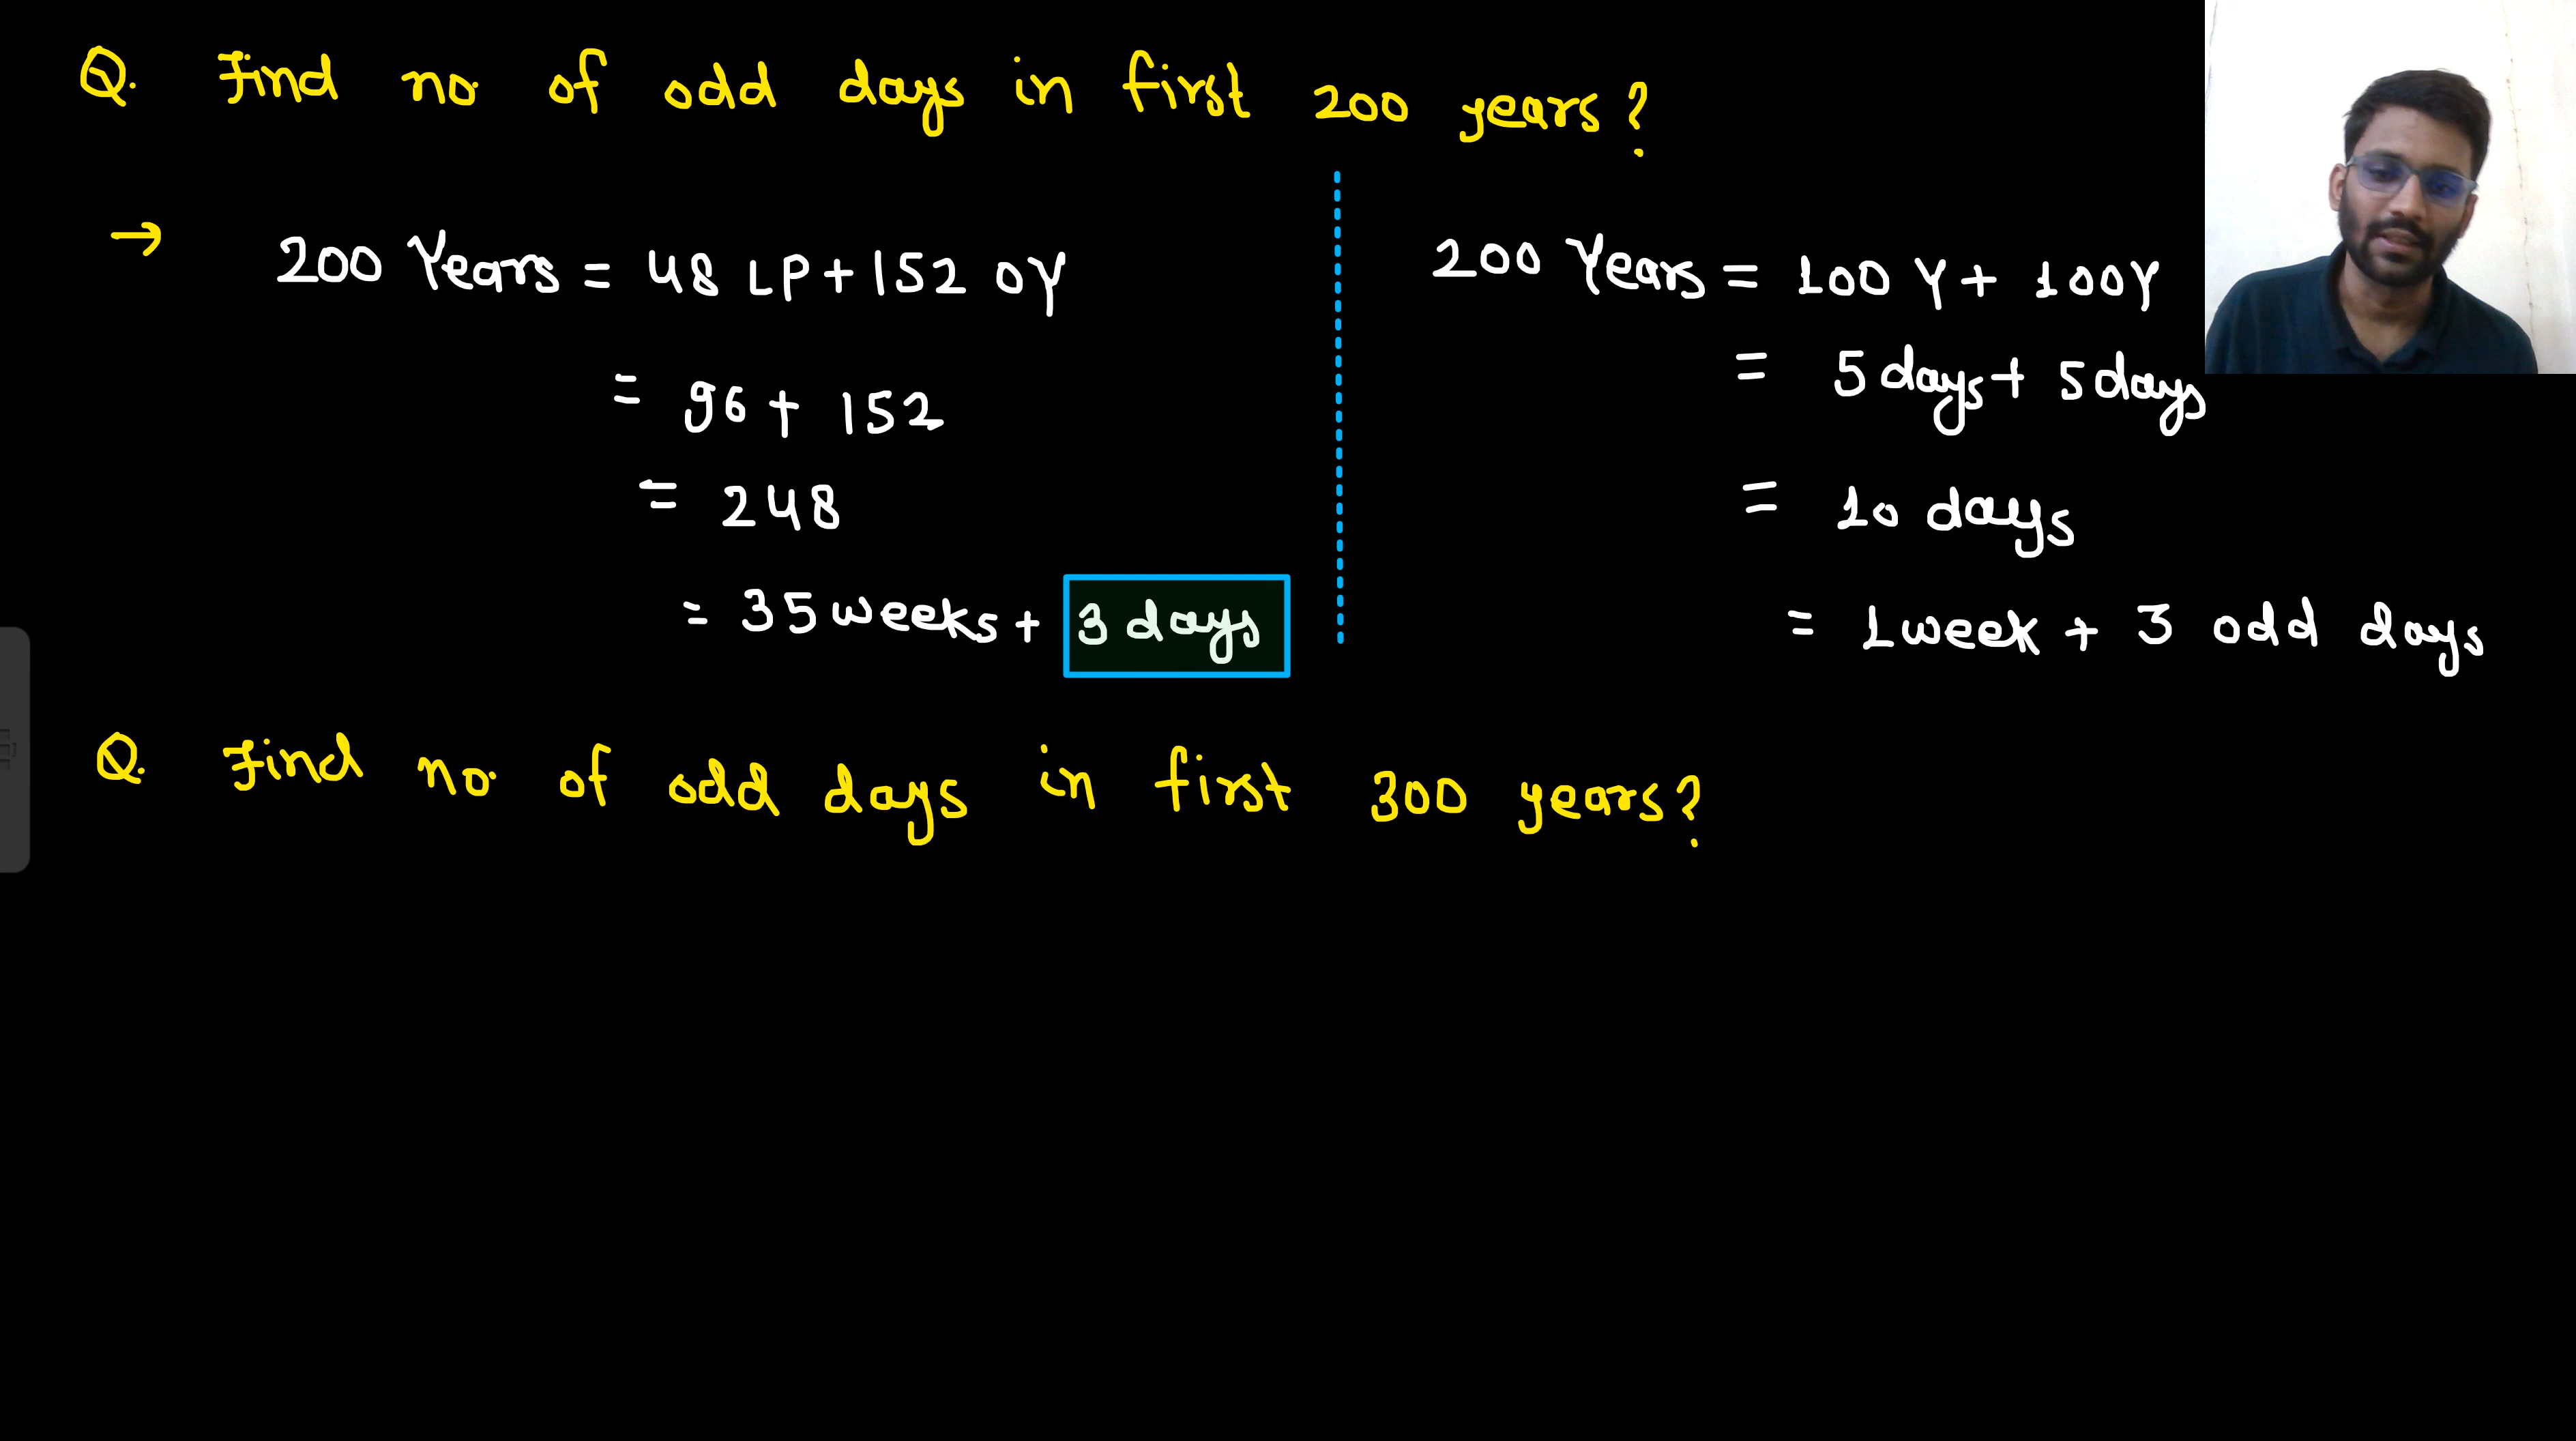 Q. Find no. of odd days in first 200 years?
→ 200 Years = 48 LP + 152 OY
= 96 + 152
= 248
= 35 weeks + 3 days
200 Years = 100 Y + 100Y
= 5 days + 5 days
= 10 days
= 1 week + 3 odd days
Q. Find no. of odd days in first 300 years?